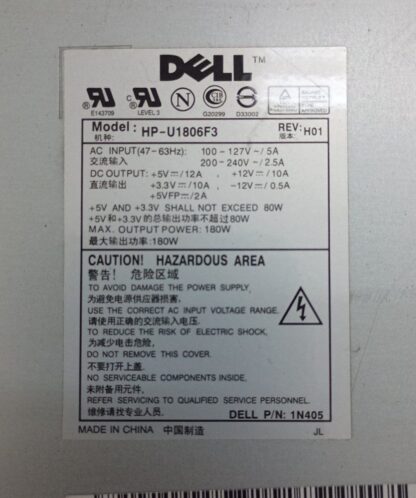 DELL™
E143709 LEVEL 3 G20299 D33002
Model: HP-U1806F3 REV: H01
机种: 版本:
AC INPUT(47-63Hz): 100-127V~/5A
交流输入 200-240V~/2.5A
DC OUTPUT: +5V⎓/12A +12V⎓/10A
直流输出 +3.3V⎓/10A, -12V⎓/0.5A
+5VFP⎓/2A
+5V AND +3.3V SHALL NOT EXCEED 80W
+5V和+3.3V的总输出功率不超过80W
MAX. OUTPUT POWER: 180W
最大输出功率: 180W
CAUTION! HAZARDOUS AREA
警告! 危险区域
TO AVOID DAMAGE THE POWER SUPPLY,
为避免电源供应器损害,
USE THE CORRECT AC INPUT VOLTAGE RANGE.
请使用正确的交流输入电压.
TO REDUCE THE RISK OF ELECTRIC SHOCK,
为减少电击危险,
DO NOT REMOVE THIS COVER.
不要打开上盖.
NO SERVICEABLE COMPONENTS INSIDE,
未附备用元件.
REFER SERVICING TO QUALIFIED SERVICE PERSONNEL.
维修请找专业人员.
DELL P/N: 1N405
MADE IN CHINA 中国制造 JL